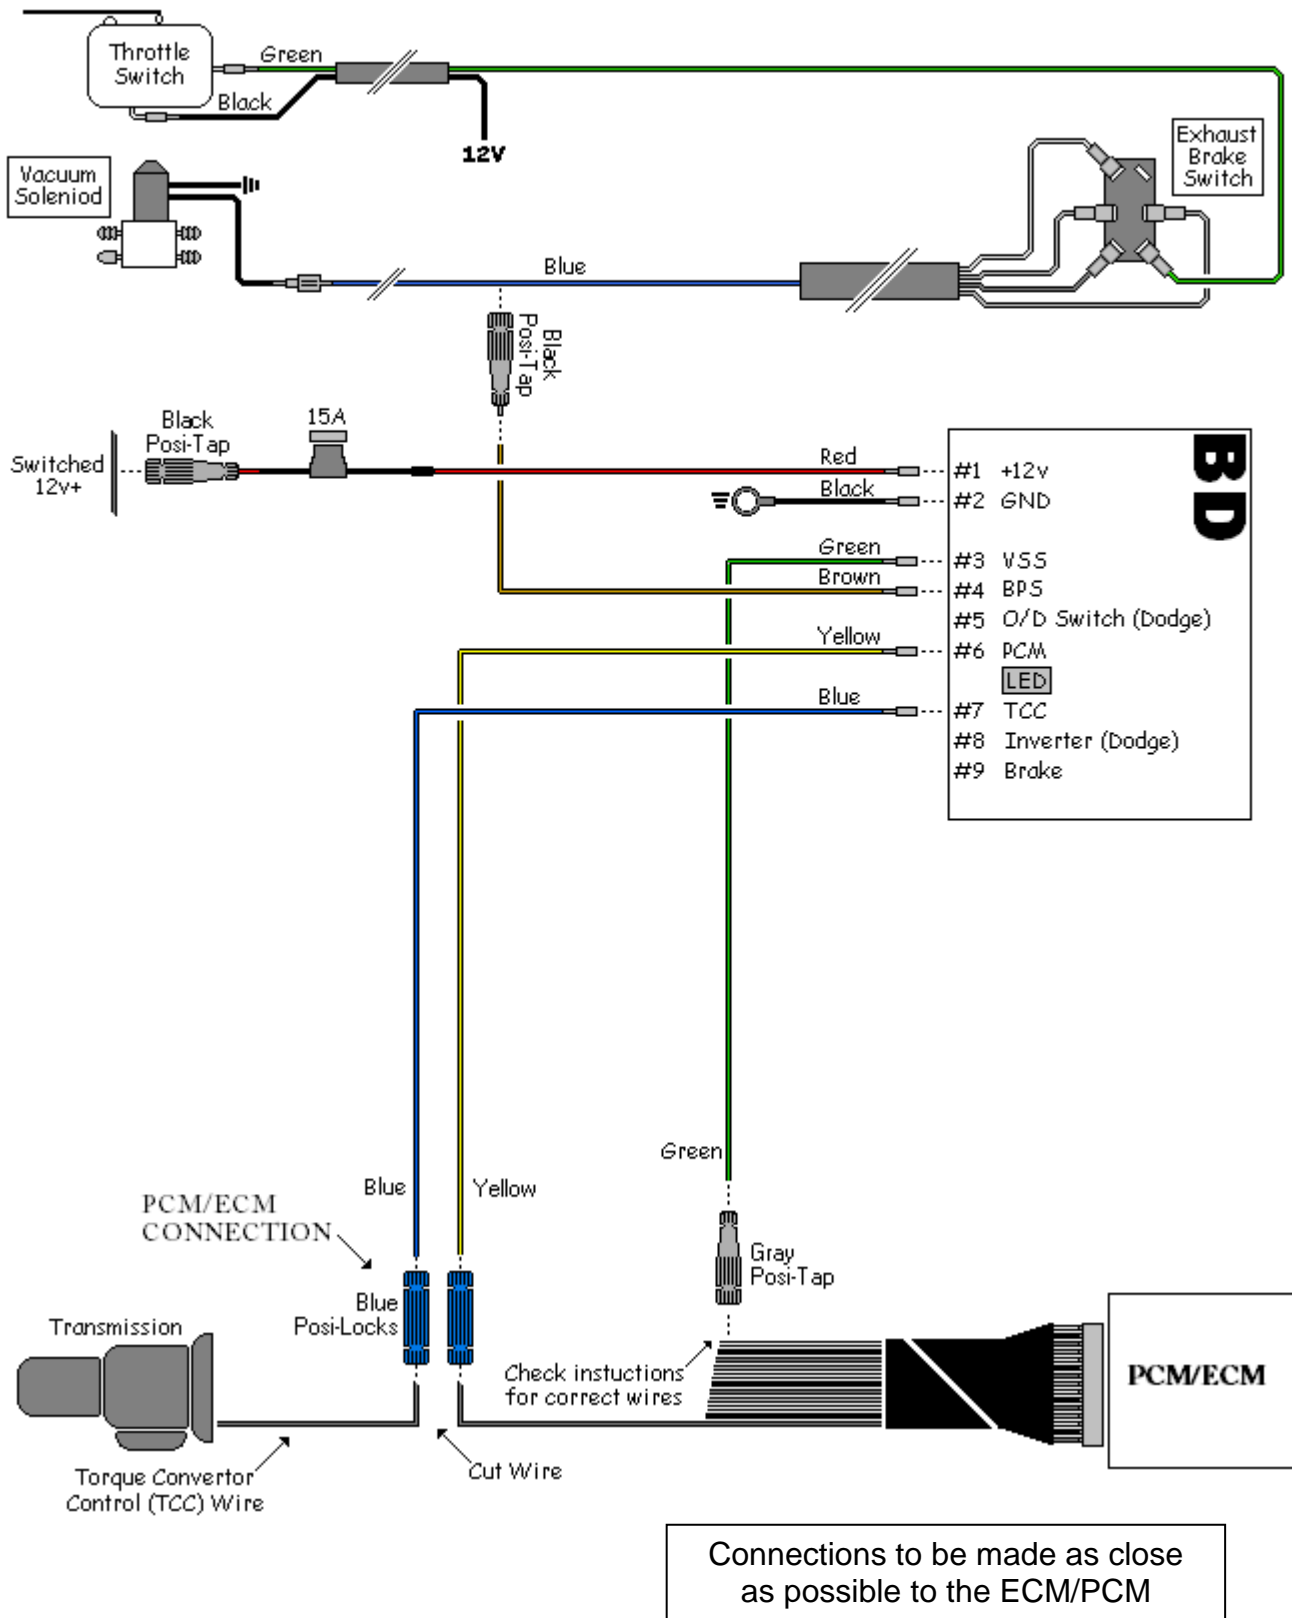 Throttle
Switch
Green
Black
12V
Vacuum
Soleniod
Exhaust
Brake
Switch
Blue
Black
Posi-Tap
Black
Posi-Tap
15A
Switched
12v+
Red
Black
Green
Brown
Yellow
Blue
BD
#1 +12v
#2 GND
#3 VSS
#4 BPS
#5 O/D Switch (Dodge)
#6 PCM
LED
#7 TCC
#8 Inverter (Dodge)
#9 Brake
Green
Blue
Yellow
PCM/ECM
CONNECTION
Gray
Posi-Tap
Blue
Posi-Locks
Transmission
Check instuctions
for correct wires
PCM/ECM
Torque Convertor
Control (TCC) Wire
Cut Wire
Connections to be made as close
as possible to the ECM/PCM